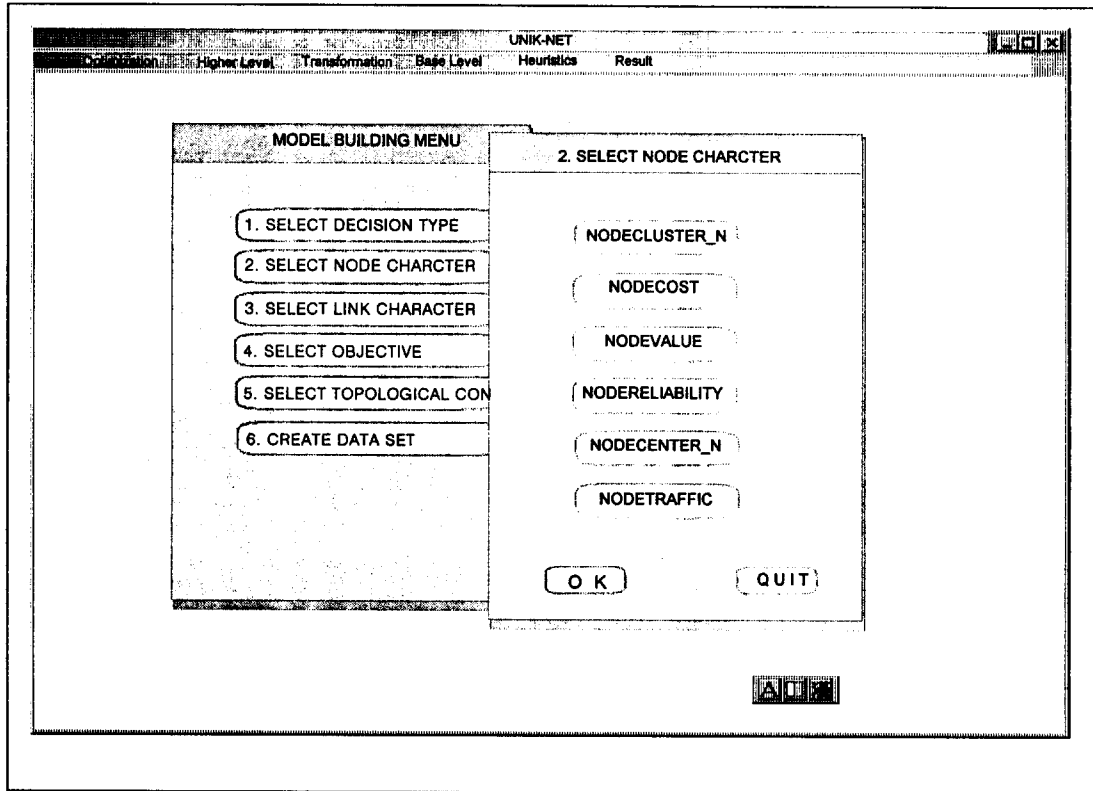 UNIK-NET
Optimization Higher Level Transformation Base Level Heuristics Result
MODEL BUILDING MENU
1. SELECT DECISION TYPE
2. SELECT NODE CHARCTER
3. SELECT LINK CHARACTER
4. SELECT OBJECTIVE
5. SELECT TOPOLOGICAL CON
6. CREATE DATA SET
2. SELECT NODE CHARCTER
NODECLUSTER_N
NODECOST
NODEVALUE
NODERELIABILITY
NODECENTER_N
NODETRAFFIC
O K QUIT